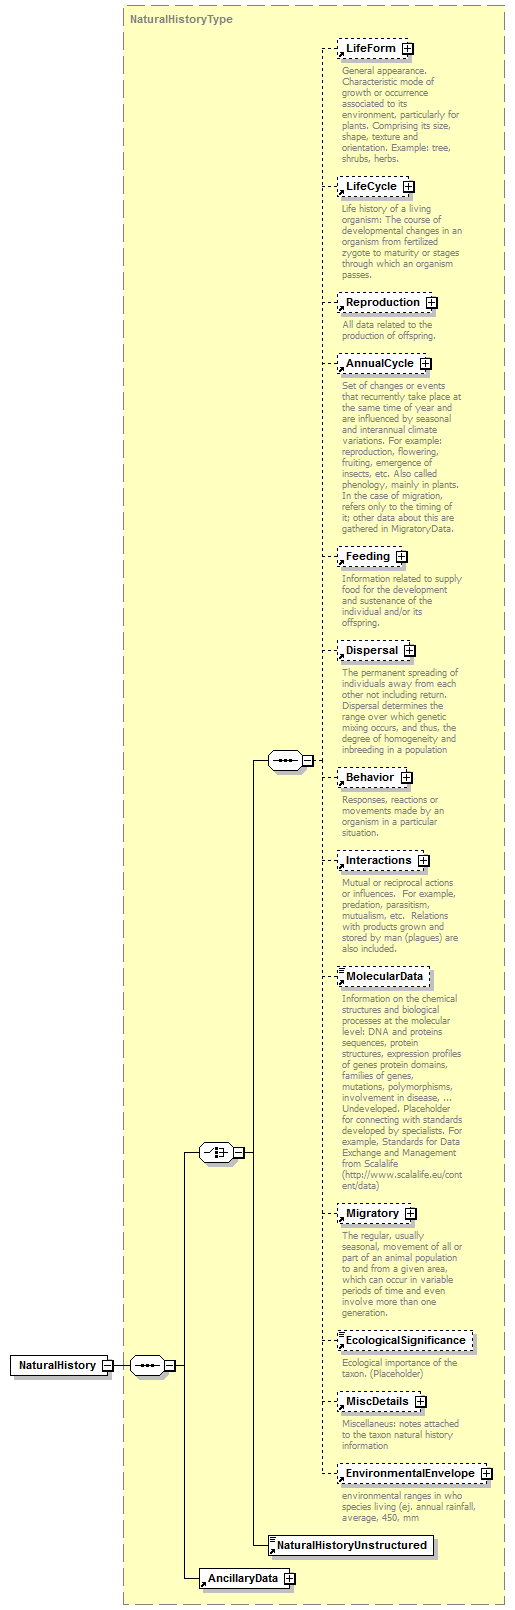 NaturalHistoryType
LifeForm
General appearance.
Characteristic mode of
growth or occurrence
associated to its
environment, particularly for
plants. Comprising its size,
shape, texture and
orientation. Example: tree,
shrubs, herbs.
LifeCycle
Life history of a living
organism: The course of
developmental changes in an
organism from fertilized
zygote to maturity or stages
through which an organism
passes.
Reproduction
All data related to the
production of offspring.
AnnualCycle
Set of changes or events
that recurrently take place at
the same time of year and
are influenced by seasonal
and interannual climate
variations. For example:
reproduction, flowering,
fruiting, emergence of
insects, etc. Also called
phenology, mainly in plants.
In the case of migration,
refers only to the timing of
it; other data about this are
gathered in MigratoryData.
Feeding
Information related to supply
food for the development
and sustenance of the
individual and/or its
offspring.
Dispersal
The permanent spreading of
individuals away from each
other not including return.
Dispersal determines the
range over which genetic
mixing occurs, and thus, the
degree of homogeneity and
inbreeding in a population
Behavior
Responses, reactions or
movements made by an
organism in a particular
situation.
Interactions
Mutual or reciprocal actions
or influences.  For example,
predation, parasitism,
mutualism, etc.  Relations
with products grown and
stored by man (plagues) are
also included.
MolecularData
Information on the chemical
structures and biological
processes at the molecular
level: DNA and proteins
sequences, protein
structures, expression profiles
of genes protein domains,
families of genes,
mutations, polymorphisms,
involvement in disease, ...
Undeveloped. Placeholder
for connecting with standards
developed by specialists. For
example, Standards for Data
Exchange and Management
from Scalalife
(http://www.scalalife.eu/cont
ent/data)
Migratory
The regular, usually
seasonal, movement of all or
part of an animal population
to and from a given area,
which can occur in variable
periods of time and even
involve more than one
generation.
EcologicalSignificance
Ecological importance of the
taxon. (Placeholder)
NaturalHistory
MiscDetails
Miscellaneus: notes attached
to the taxon natural history
information
EnvironmentalEnvelope
environmental ranges in who
species living (ej. annual rainfall,
average, 450, mm
NaturalHistoryUnstructured
AncillaryData